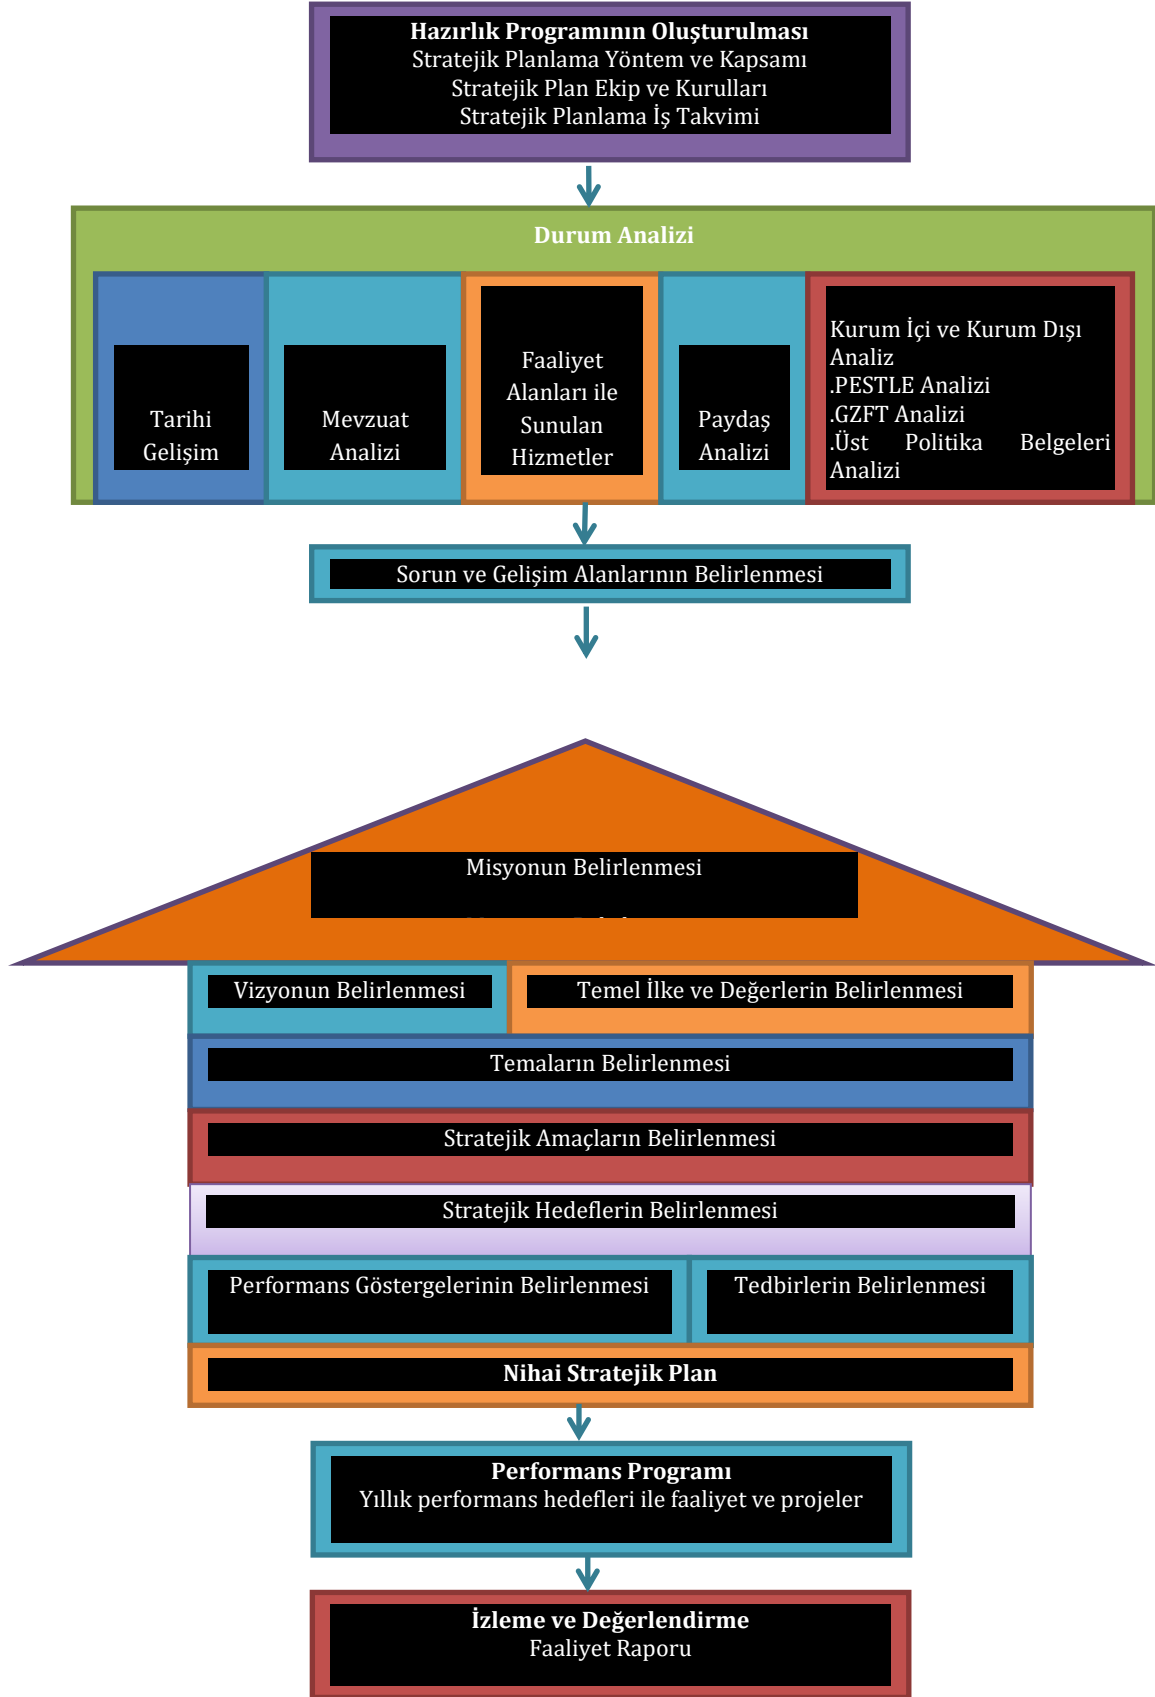 Hazırlık Programının Oluşturulması
Stratejik Planlama Yöntem ve Kapsamı
Stratejik Plan Ekip ve Kurulları
Stratejik Planlama İş Takvimi
Durum Analizi
Tarihi
Gelişim
Mevzuat
Analizi
Faaliyet
Alanları ile
Sunulan
Hizmetler
Paydaş
Analizi
Kurum İçi ve Kurum Dışı
Analiz
.PESTLE Analizi
.GZFT Analizi
.Üst Politika Belgeleri
Analizi
Sorun ve Gelişim Alanlarının Belirlenmesi
Misyonun Belirlenmesi
Vizyonun Belirlenmesi
Temel İlke ve Değerlerin Belirlenmesi
Temaların Belirlenmesi
Stratejik Amaçların Belirlenmesi
Stratejik Hedeflerin Belirlenmesi
Performans Göstergelerinin Belirlenmesi
Tedbirlerin Belirlenmesi
Nihai Stratejik Plan
Performans Programı
Yıllık performans hedefleri ile faaliyet ve projeler
İzleme ve Değerlendirme
Faaliyet Raporu